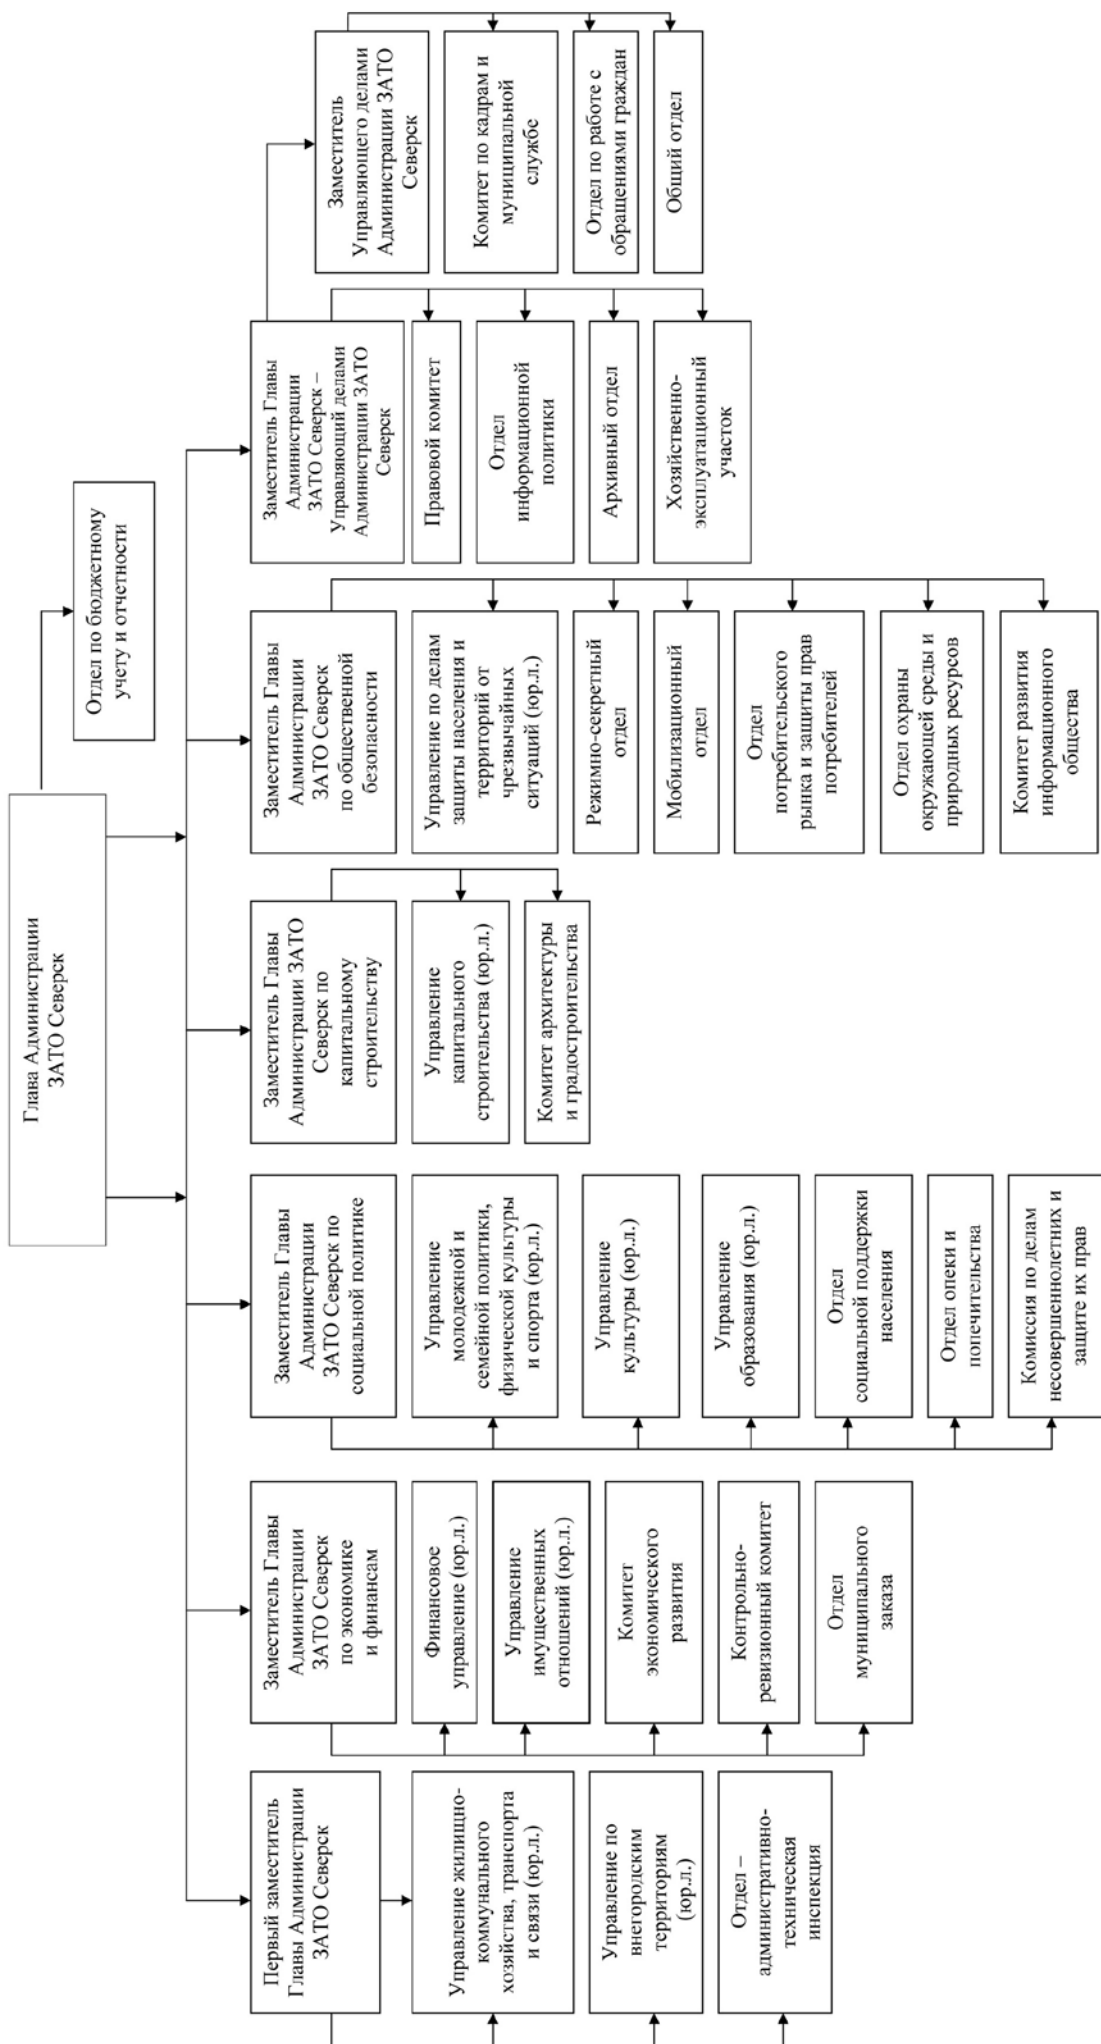 Глава Администрации
ЗАТО Северск
Отдел по бюджетному
учету и отчетности
Первый заместитель
Главы Администрации
ЗАТО Северск
Управление жилищно-
коммунального
хозяйства, транспорта
и связи (юр.л.)
Управление по
внегородским
территориям
(юр.л.)
Отдел –
административно-
техническая
инспекция
Заместитель Главы
Администрации
ЗАТО Северск
по экономике
и финансам
Финансовое
управление (юр.л.)
Управление
имущественных
отношений (юр.л.)
Комитет
экономического
развития
Контрольно-
ревизионный комитет
Отдел
муниципального
заказа
Заместитель Главы
Администрации
ЗАТО Северск по
социальной политике
Управление
молодежной и
семейной политики,
физической культуры
и спорта (юр.л.)
Управление
культуры (юр.л.)
Управление
образования (юр.л.)
Отдел
социальной поддержки
населения
Отдел опеки и
попечительства
Комиссия по делам
несовершеннолетних и
защите их прав
Заместитель Главы
Администрации ЗАТО
Северск по
капитальному
строительству
Управление
капитального
строительства (юр.л.)
Комитет архитектуры
и градостроительства
Заместитель Главы
Администрации
ЗАТО Северск
по общественной
безопасности
Управление по делам
защиты населения и
территорий от
чрезвычайных
ситуаций (юр.л.)
Режимно-секретный
отдел
Мобилизационный
отдел
Отдел
потребительского
рынка и защиты прав
потребителей
Отдел охраны
окружающей среды и
природных ресурсов
Комитет развития
информационного
общества
Заместитель Главы
Администрации
ЗАТО Северск –
Управляющий делами
Администрации ЗАТО
Северск
Правовой комитет
Отдел
информационной
политики
Архивный отдел
Хозяйственно-
эксплуатационный
участок
Заместитель
Управляющего делами
Администрации ЗАТО
Северск
Комитет по кадрам и
муниципальной
службе
Отдел по работе с
обращениями граждан
Общий отдел